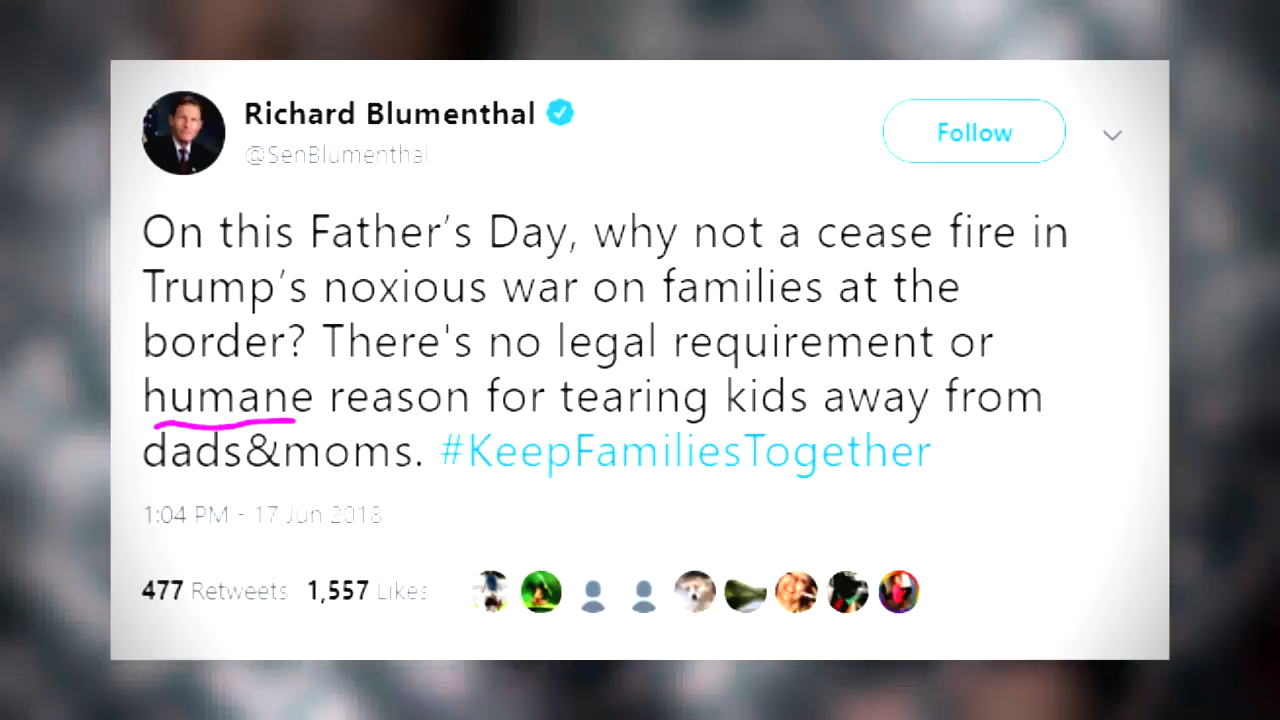 Richard Blumenthal
@SenBlumenthal
Follow
On this Father's Day, why not a cease fire in
Trump's noxious war on families at the
border? There's no legal requirement or
humane reason for tearing kids away from
dads&moms. #KeepFamiliesTogether
1:04 PM - 17 Jun 2018
477 Retweets 1,557 Likes